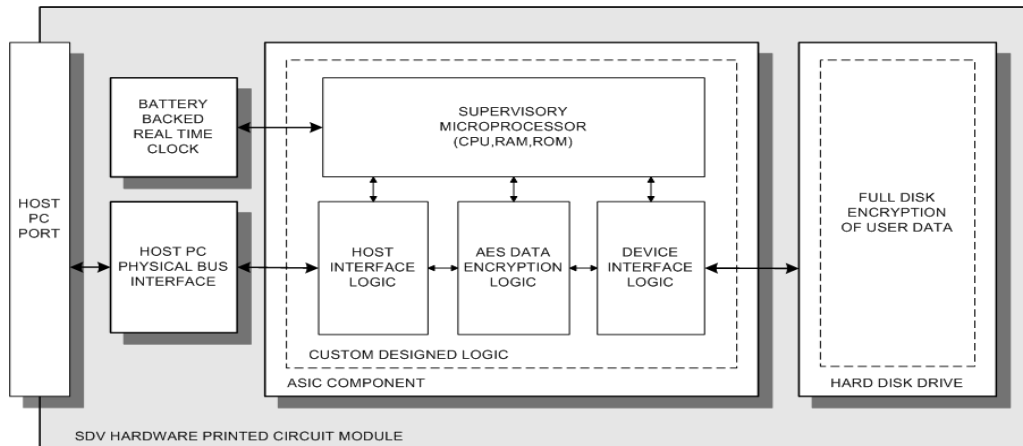 HOST
PC
PORT
BATTERY
BACKED
REAL TIME
CLOCK
HOST PC
PHYSICAL BUS
INTERFACE
SUPERVISORY
MICROPROCESSOR
(CPU,RAM,ROM)
HOST
INTERFACE
LOGIC
AES DATA
ENCRYPTION
LOGIC
DEVICE
INTERFACE
LOGIC
CUSTOM DESIGNED LOGIC
ASIC COMPONENT
FULL DISK
ENCRYPTION
OF USER DATA
HARD DISK DRIVE
SDV HARDWARE PRINTED CIRCUIT MODULE